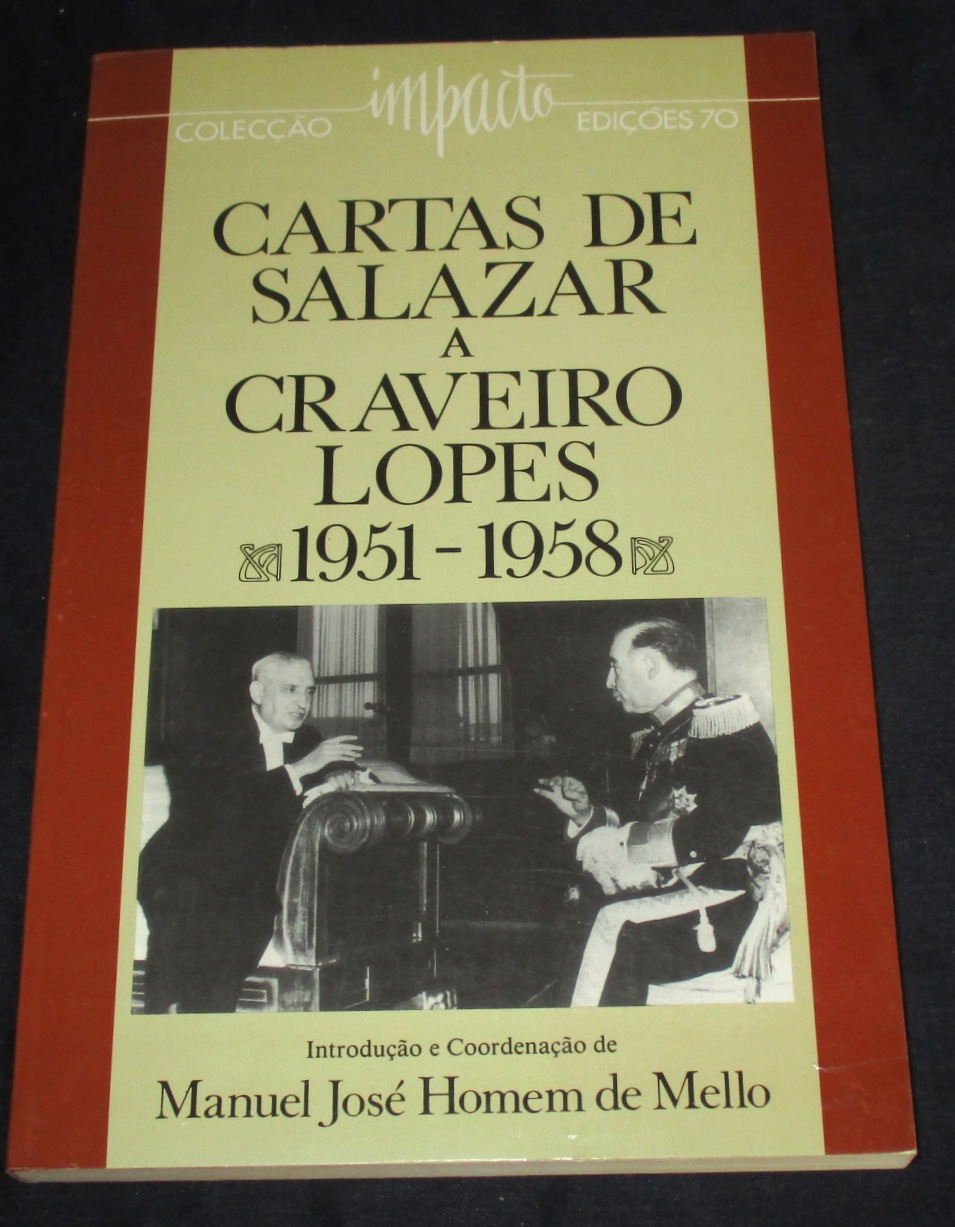 COLECÇÃO impacto EDIÇÕES 70
CARTAS DE
SALAZAR
A
CRAVEIRO
LOPES
1951 - 1958
Introdução e Coordenação de
Manuel José Homem de Mello